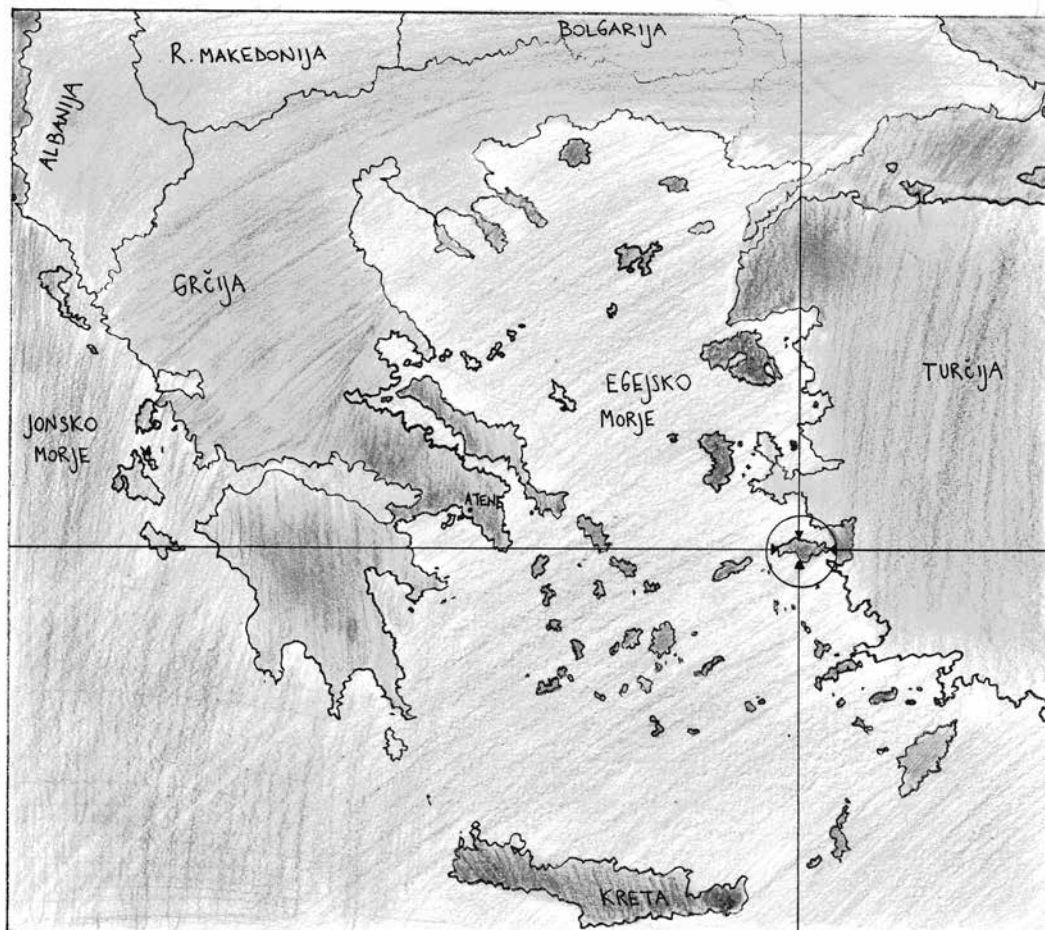 BOLGARIJA
R. MAKEDONIJA
ALBANIJA
GRČIJA
TURČIJA
EGEJSKO
MORJE
JONSKO
MORJE
ATENE
KRETA